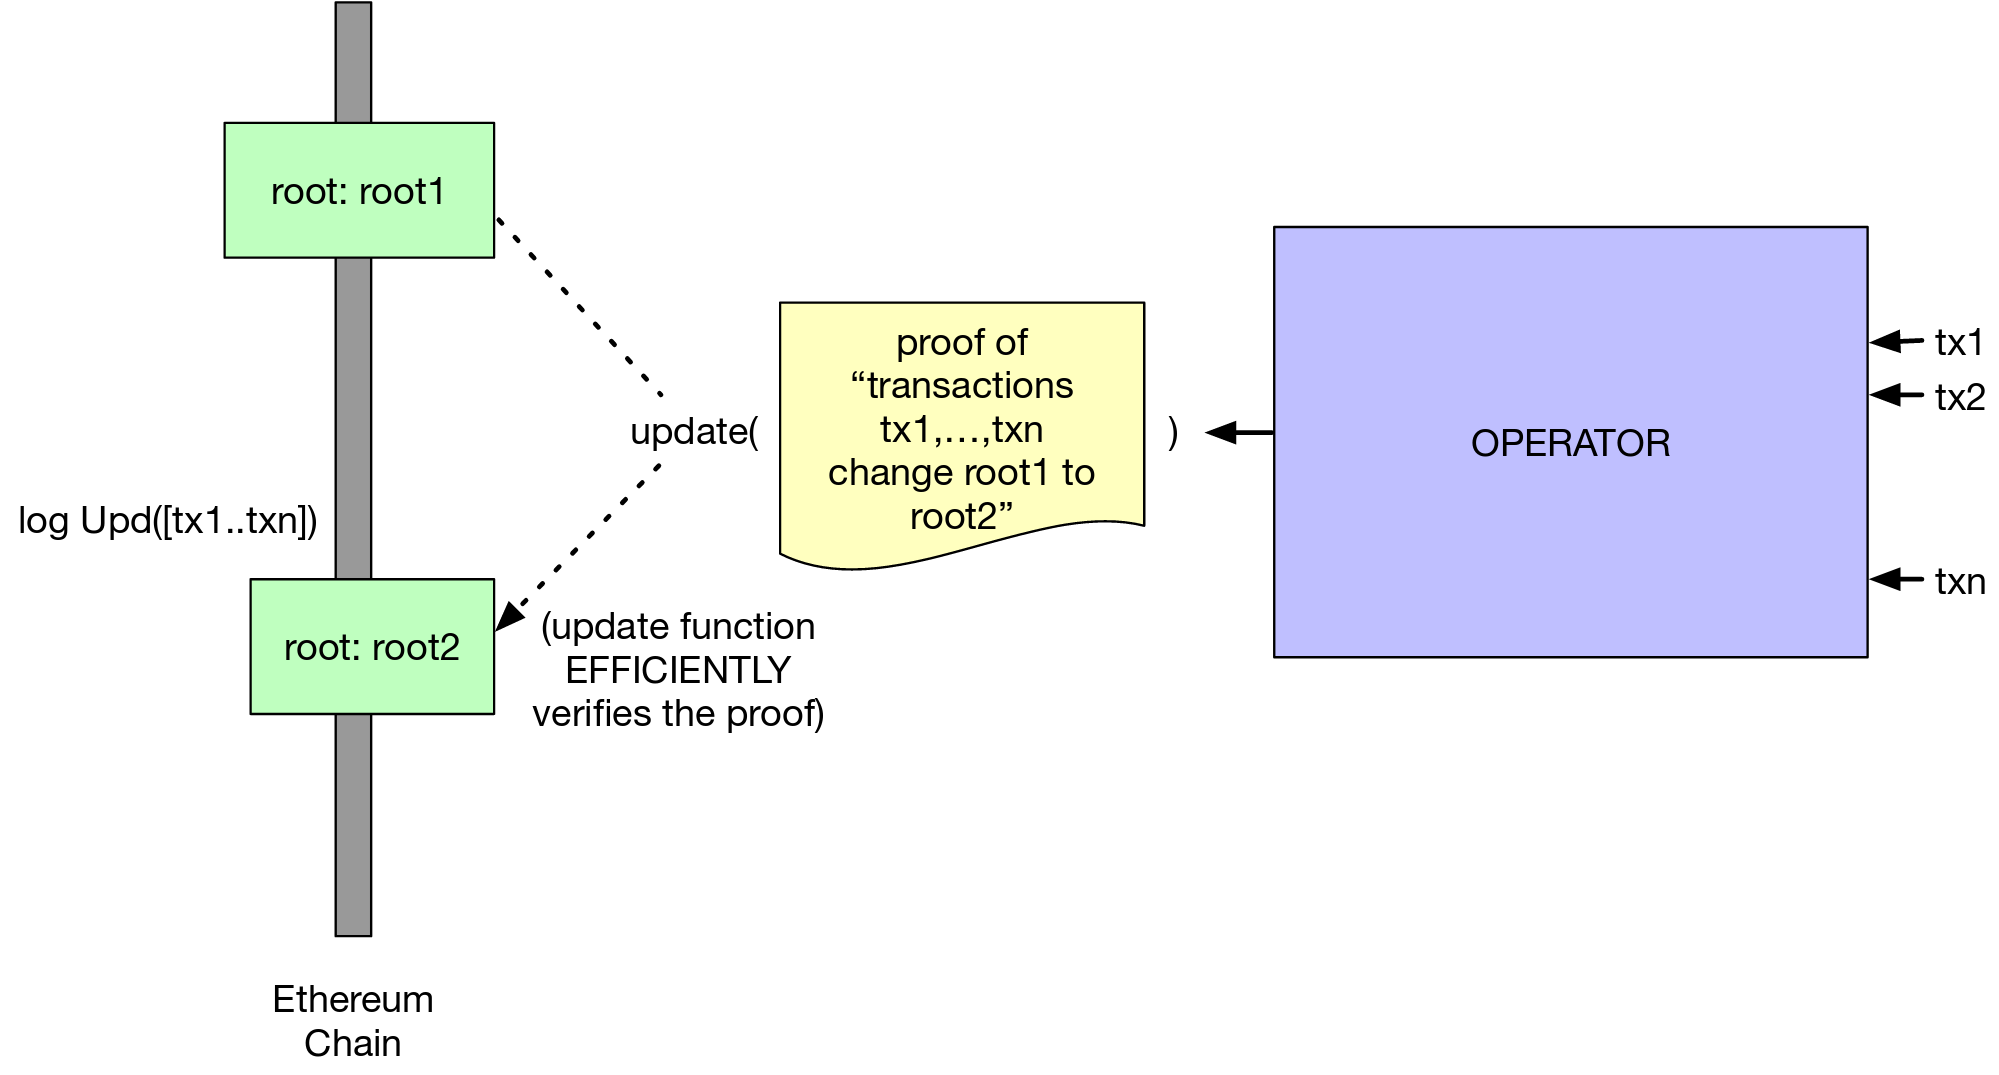 root: root1
proof of
“transactions
tx1,...,txn
change root1 to
root2”
update(
)
OPERATOR
tx1
tx2
txn
log Upd([tx1..txn])
root: root2
(update function
EFFICIENTLY
verifies the proof)
Ethereum
Chain